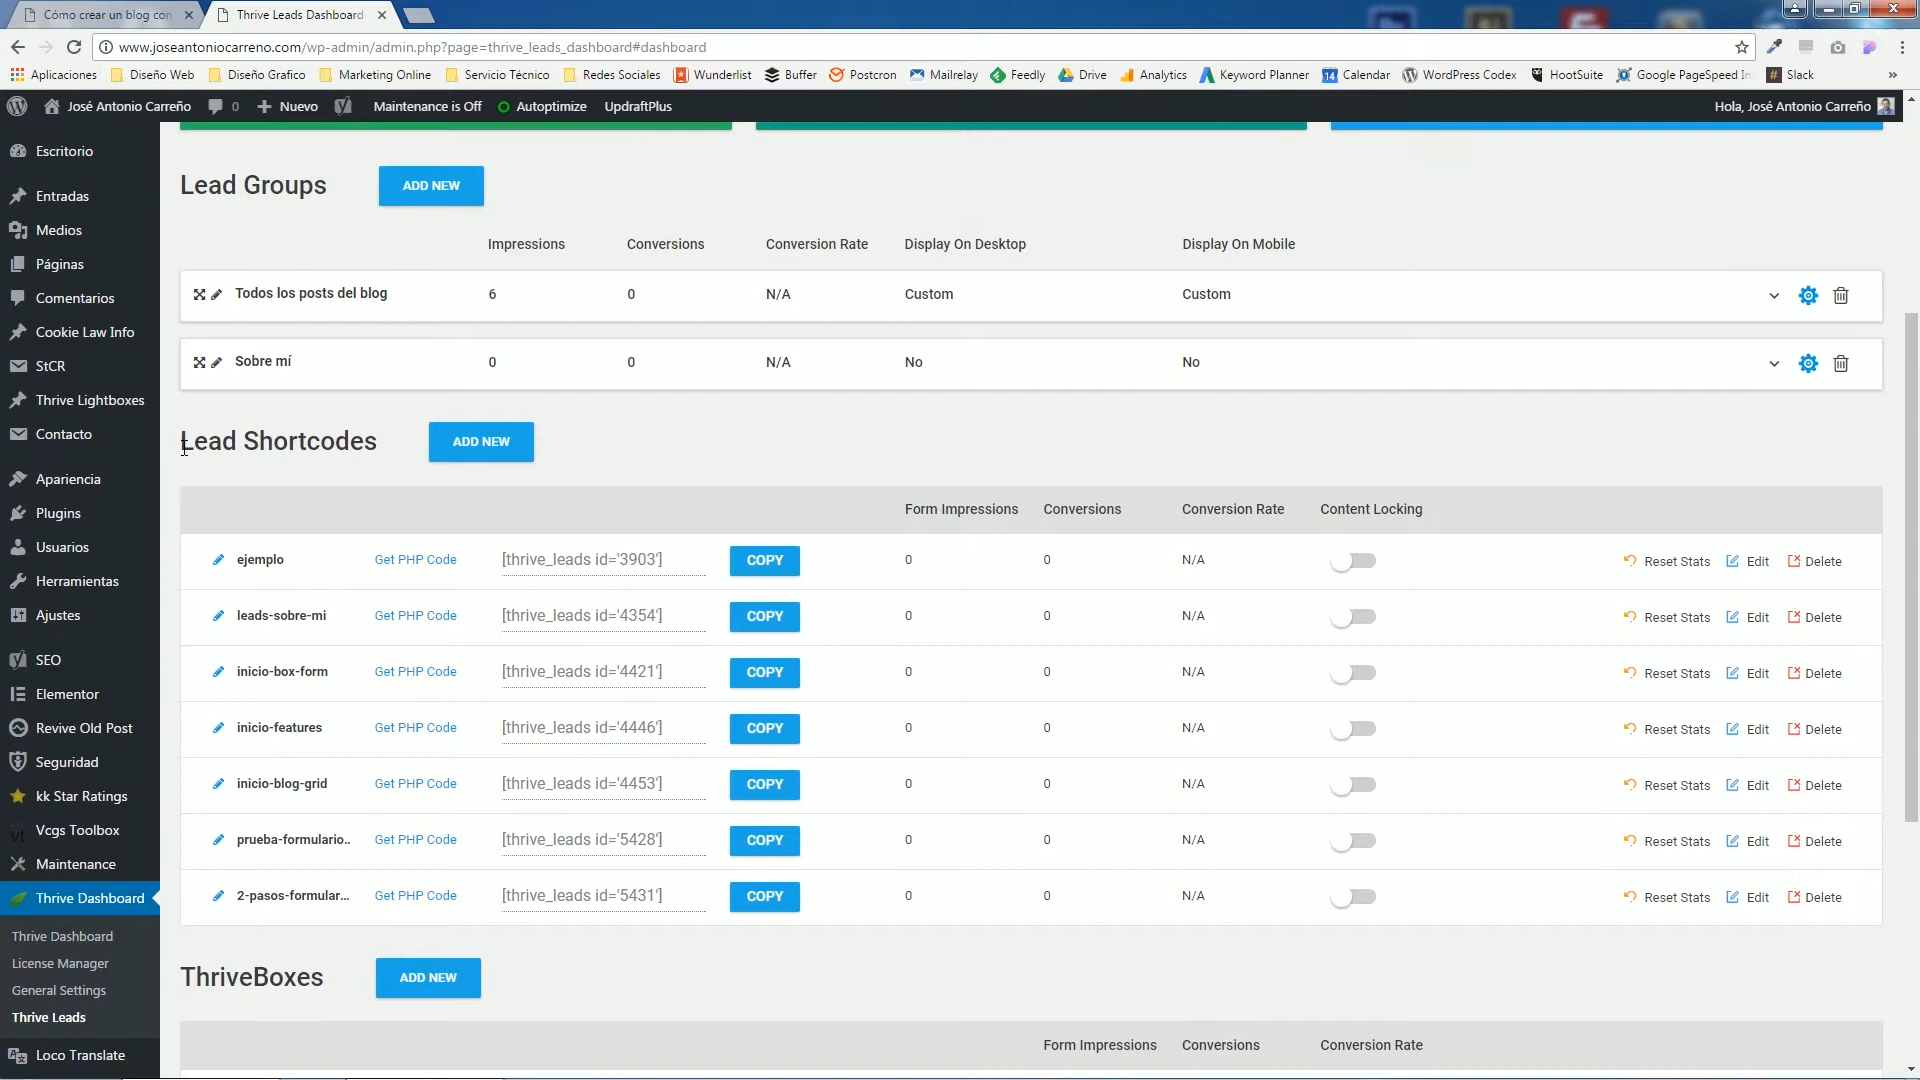 Cómo crear un blog con
Thrive Leads Dashboard
www.joseantoniocarreno.com/wp-admin/admin.php?page=thrive_leads_dashboard#dashboard
Aplicaciones Diseño Web Diseño Grafico Marketing Online Servicio Técnico Redes Sociales Wunderlist Buffer Postcron Mailrelay Feedly Drive Analytics Keyword Planner 14 Calendar WordPress Codex HootSuite Google PageSpeed In # Slack »
José Antonio Carreño 0 Nuevo Maintenance is Off Autoptimize UpdraftPlus Hola, José Antonio Carreño
Escritorio
Entradas
Medios
Páginas
Comentarios
Cookie Law Info
StCR
Thrive Lightboxes
Contacto
Apariencia
Plugins
Usuarios
Herramientas
Ajustes
SEO
Elementor
Revive Old Post
Seguridad
kk Star Ratings
Vcgs Toolbox
Maintenance
Thrive Dashboard
Thrive Dashboard
License Manager
General Settings
Thrive Leads
Loco Translate
Lead Groups ADD NEW
Impressions Conversions Conversion Rate Display On Desktop Display On Mobile
Todos los posts del blog 6 0 N/A Custom Custom
Sobre mí 0 0 N/A No No
Lead Shortcodes ADD NEW
Form Impressions Conversions Conversion Rate Content Locking
ejemplo Get PHP Code [thrive_leads id='3903'] COPY 0 0 N/A Reset Stats Edit Delete
leads-sobre-mi Get PHP Code [thrive_leads id='4354'] COPY 0 0 N/A Reset Stats Edit Delete
inicio-box-form Get PHP Code [thrive_leads id='4421'] COPY 0 0 N/A Reset Stats Edit Delete
inicio-features Get PHP Code [thrive_leads id='4446'] COPY 0 0 N/A Reset Stats Edit Delete
inicio-blog-grid Get PHP Code [thrive_leads id='4453'] COPY 0 0 N/A Reset Stats Edit Delete
prueba-formulario.. Get PHP Code [thrive_leads id='5428'] COPY 0 0 N/A Reset Stats Edit Delete
2-pasos-formular... Get PHP Code [thrive_leads id='5431'] COPY 0 0 N/A Reset Stats Edit Delete
ThriveBoxes ADD NEW
Form Impressions Conversions Conversion Rate